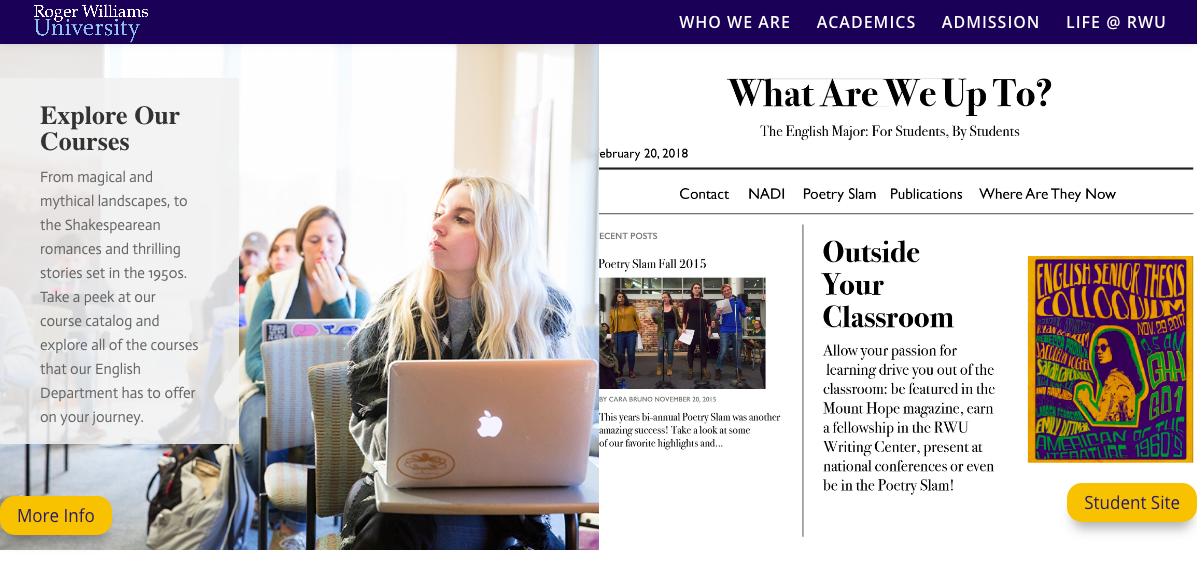 Roger Williams
University
WHO WE ARE ACADEMICS ADMISSION LIFE @ RWU
Explore Our
Courses
From magical and
mythical landscapes, to
the Shakespearean
romances and thrilling
stories set in the 1950s.
Take a peek at our
course catalog and
explore all of the courses
that our English
Department has to offer
on your journey.
More Info
What Are We Up To?
The English Major: For Students, By Students
ebruary 20, 2018
Contact NADI Poetry Slam Publications Where Are They Now
ECENT POSTS
Poetry Slam Fall 2015
BY CARA BRUNO NOVEMBER 20, 2015
This years bi-annual Poetry Slam was another
amazing success! Take a look at some
of our favorite highlights and...
Outside
Your
Classroom
Allow your passion for
learning drive you out of the
classroom: be featured in the
Mount Hope magazine, earn
a fellowship in the RWU
Writing Center, present at
national conferences or even
be in the Poetry Slam!
ENGLISH SENIOR THESIS
COLLOQUIUM
NOV. 29 2017
GHH
G01
AMERICAN
LITERATURE 1960's
Student Site